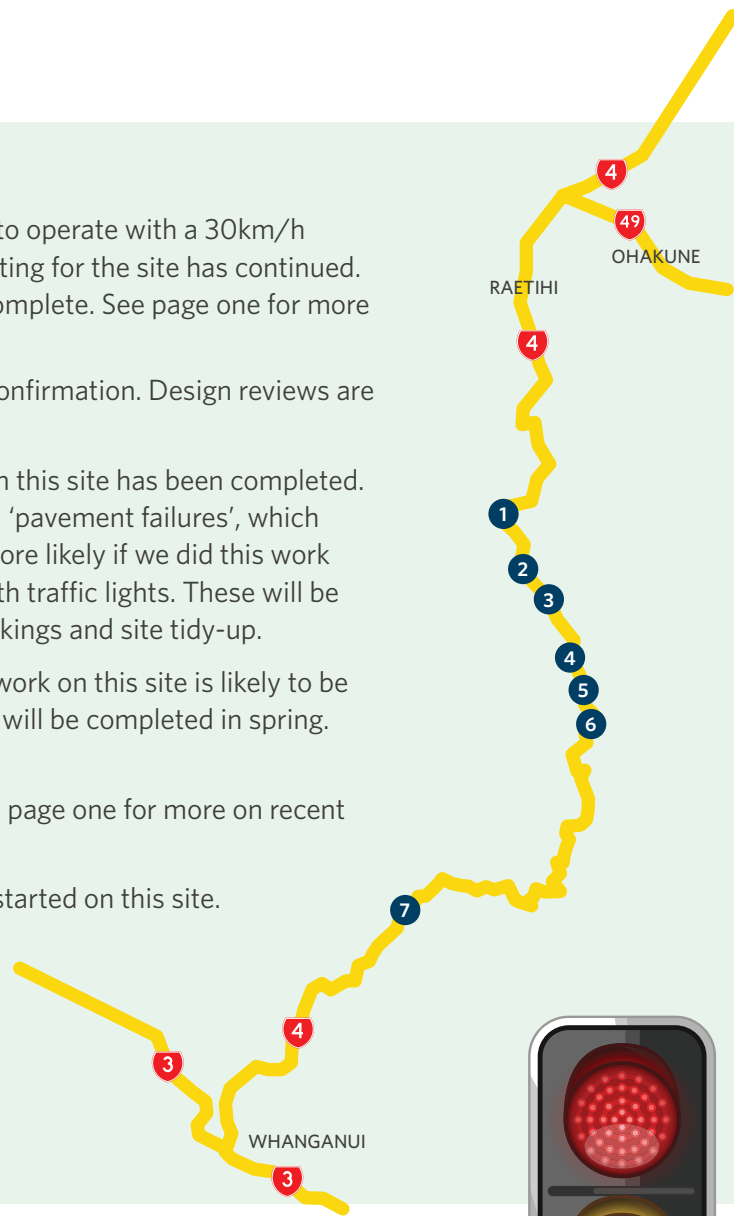 to operate with a 30km/h
ting for the site has continued.
omplete. See page one for more
onfirmation. Design reviews are
n this site has been completed.
'pavement failures', which
ore likely if we did this work
th traffic lights. These will be
kings and site tidy-up.
work on this site is likely to be
will be completed in spring.
page one for more on recent
started on this site.
4
49
OHAKUNE
RAETIHI
4
1
2
3
4
5
6
7
4
3
WHANGANUI
3